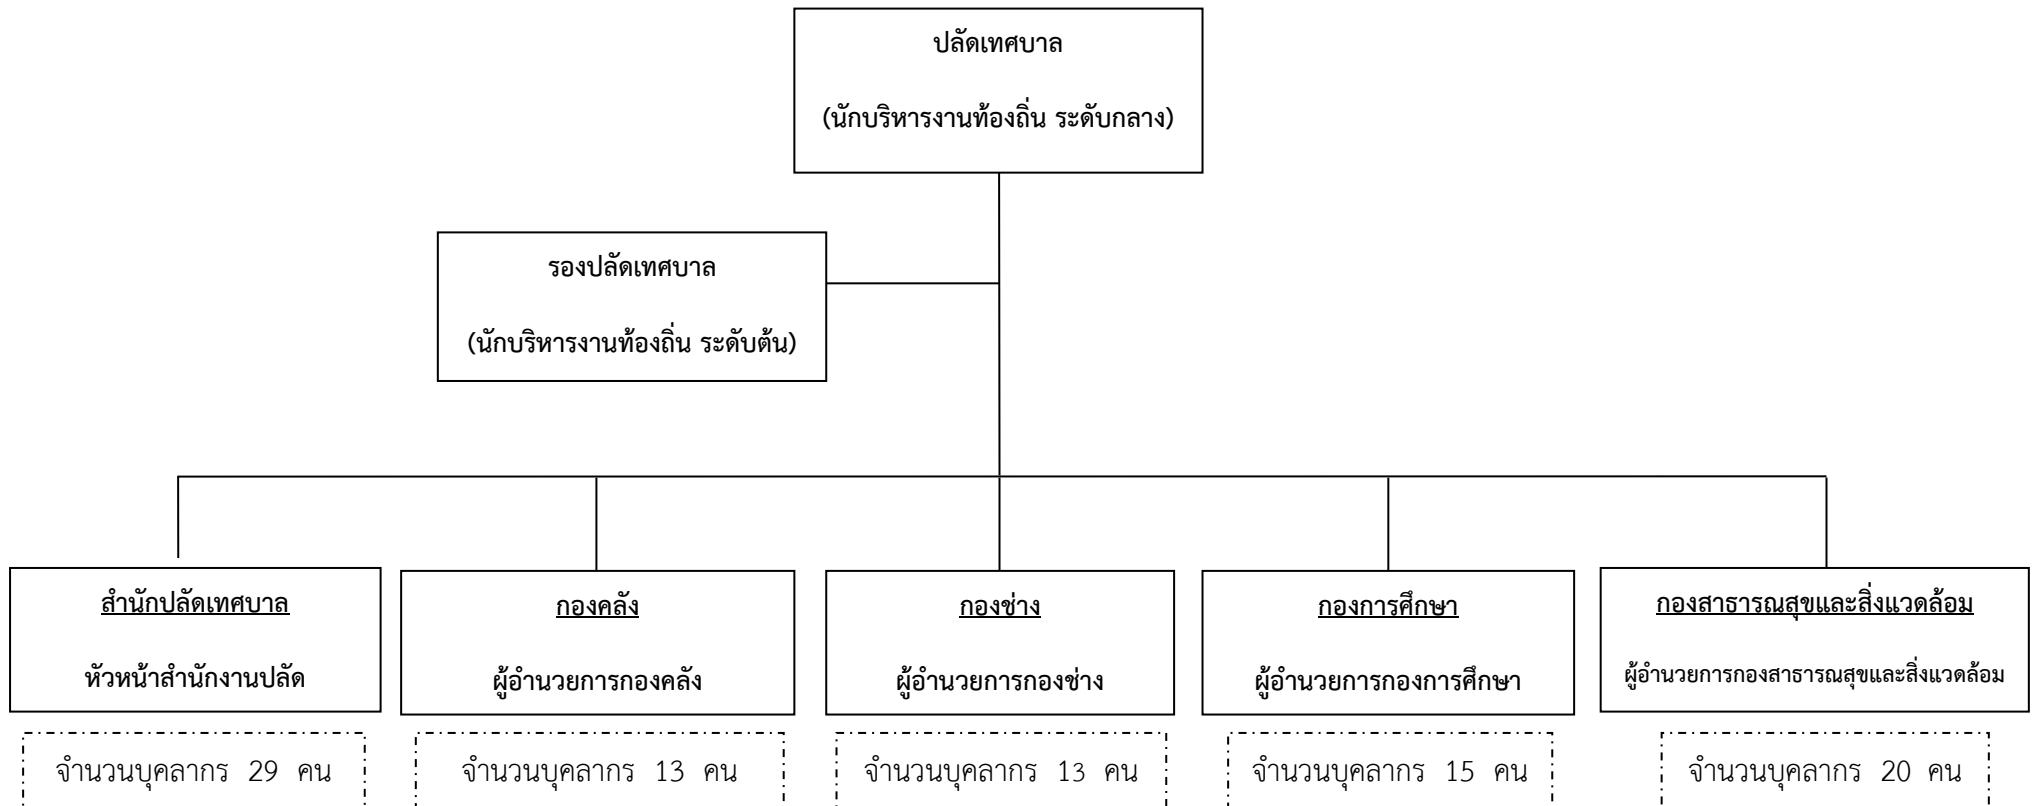 ปลัดเทศบาล
(นักบริหารงานท้องถิ่น ระดับกลาง)
รองปลัดเทศบาล
(นักบริหารงานท้องถิ่น ระดับต้น)
สำนักปลัดเทศบาล
หัวหน้าสำนักงานปลัด
จำนวนบุคลากร 29 คน
กองคลัง
ผู้อำนวยการกองคลัง
จำนวนบุคลากร 13 คน
กองช่าง
ผู้อำนวยการกองช่าง
จำนวนบุคลากร 13 คน
กองการศึกษา
ผู้อำนวยการกองการศึกษา
จำนวนบุคลากร 15 คน
กองสาธารณสุขและสิ่งแวดล้อม
ผู้อำนวยการกองสาธารณสุขและสิ่งแวดล้อม
จำนวนบุคลากร 20 คน